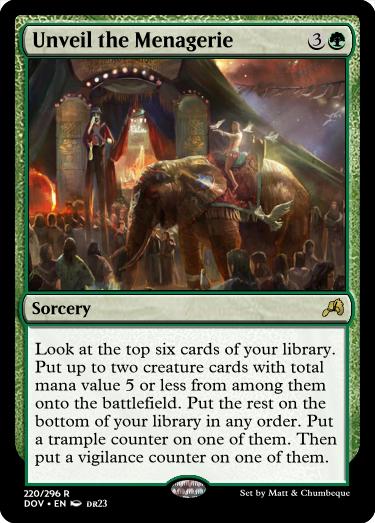 Unveil the Menagerie 3
Sorcery
Look at the top six cards of your library.
Put up to two creature cards with total
mana value 5 or less from among them
onto the battlefield. Put the rest on the
bottom of your library in any order. Put
a trample counter on one of them. Then
put a vigilance counter on one of them.
220/296 R
DOV • EN DR23
Set by Matt & Chumbeque